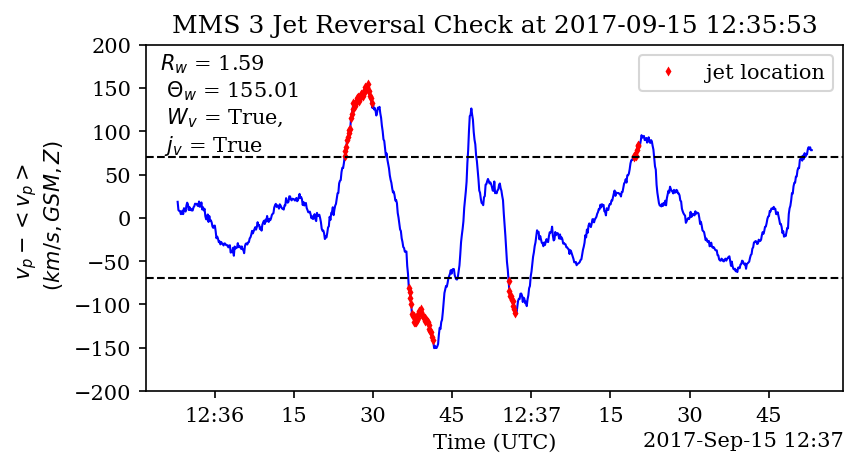 MMS 3 Jet Reversal Check at 2017-09-15 12:35:53
200
150
100
50
0
−50
−100
−150
−200
v_p − < v_p >
(km/s, GSM, Z)
R_w = 1.59
Θ_w = 155.01
W_v = True,
j_v = True
jet location
12:36 15 30 45 12:37 15 30 45
Time (UTC)
2017-Sep-15 12:37